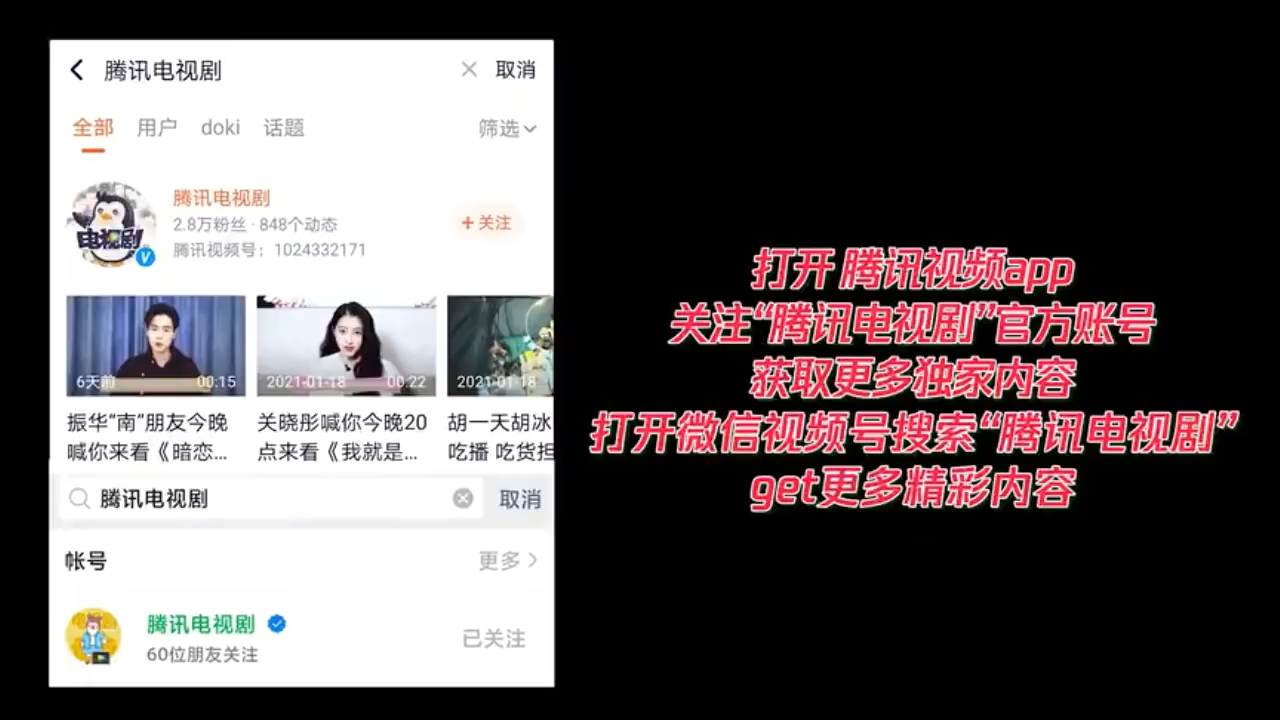 腾讯电视剧
取消
全部 用户 doki 话题 筛选
腾讯电视剧
2.8万粉丝 · 848个动态
腾讯视频号：1024332171
+关注
电视剧
6天前 00:15
2021-01-18 00:22
2021-01-18
振华“南”朋友今晚
喊你来看《暗恋...
关晓彤喊你今晚20
点来看《我就是...
胡一天胡冰
吃播 吃货担
腾讯电视剧
取消
帐号
更多
腾讯电视剧
60位朋友关注
已关注
打开 腾讯视频app
关注“腾讯电视剧”官方账号
获取更多独家内容
打开微信视频号搜索“腾讯电视剧”
get更多精彩内容